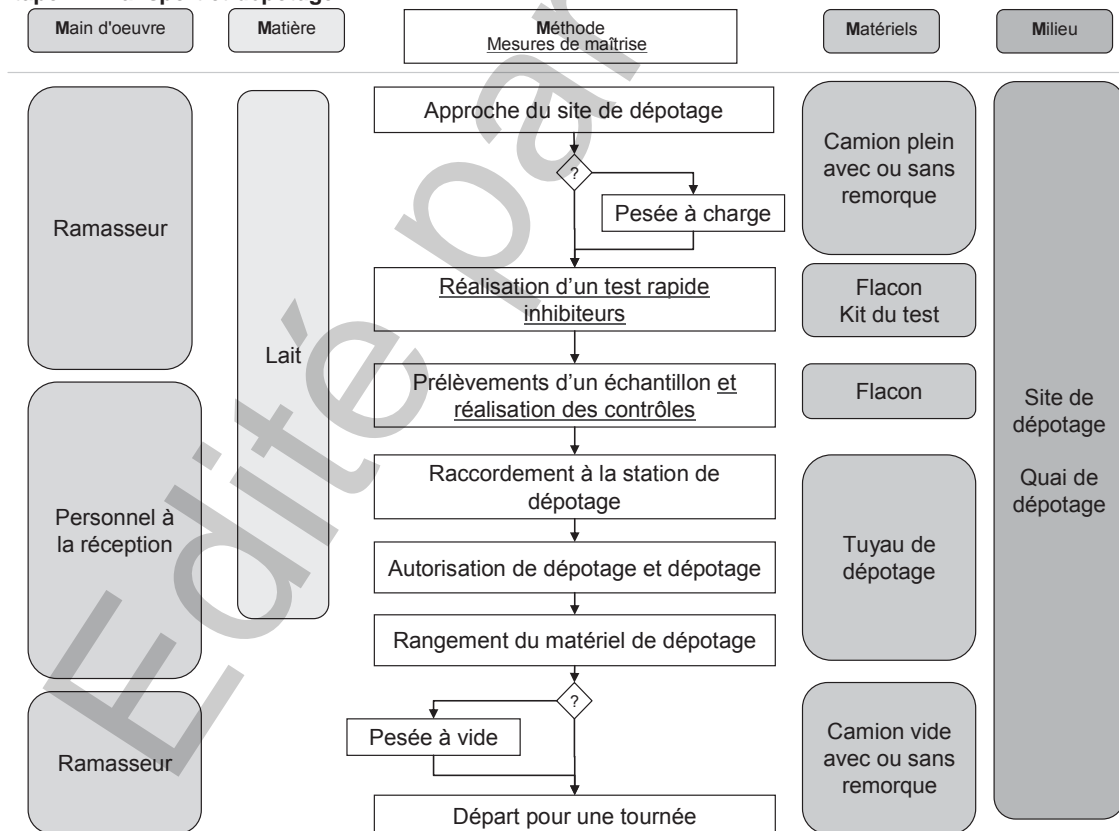 Main d'oeuvre
Matière
Méthode
Mesures de maîtrise
Matériels
Milieu
Approche du site de dépotage
?
Pesée à charge
Camion plein
avec ou sans
remorque
Ramasseur
Réalisation d'un test rapide
inhibiteurs
Flacon
Kit du test
Lait
Prélèvements d’un échantillon et
réalisation des contrôles
Flacon
Site de
dépotage
Quai de
dépotage
Raccordement à la station de
dépotage
Personnel à
la réception
Autorisation de dépotage et dépotage
Tuyau de
dépotage
Rangement du matériel de dépotage
?
Pesée à vide
Camion vide
avec ou sans
remorque
Ramasseur
Départ pour une tournée
Edité par